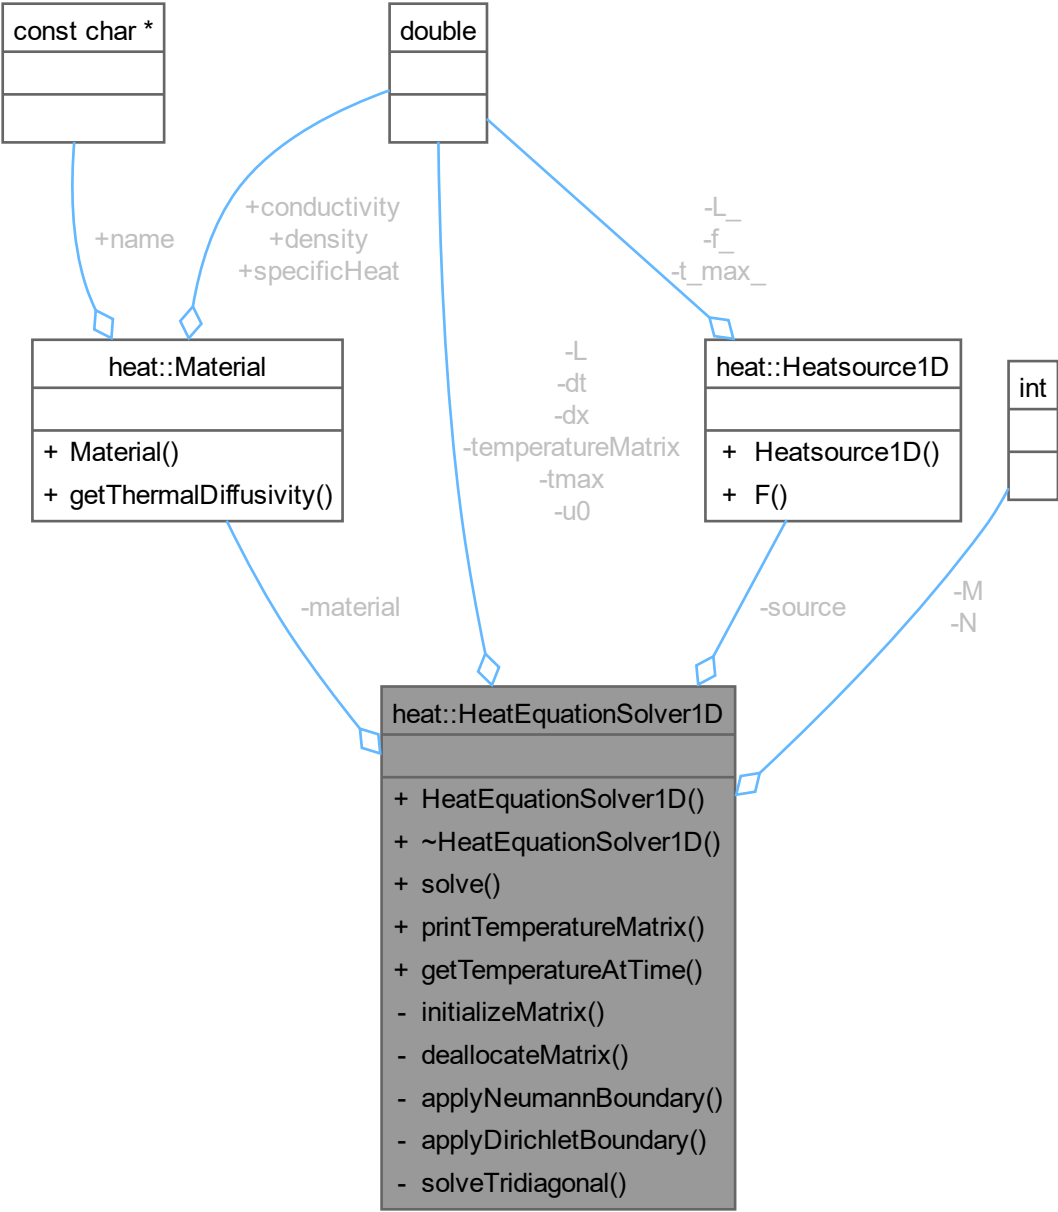 const char *
double
+name
+conductivity
+density
+specificHeat
-L_
-f_
-t_max_
-L
-dt
-dx
-temperatureMatrix
-tmax
-u0
heat::Material
+ Material()
+ getThermalDiffusivity()
heat::Heatsource1D
+ Heatsource1D()
+ F()
int
-material
-source
-M
-N
heat::HeatEquationSolver1D
+ HeatEquationSolver1D()
+ ~HeatEquationSolver1D()
+ solve()
+ printTemperatureMatrix()
+ getTemperatureAtTime()
- initializeMatrix()
- deallocateMatrix()
- applyNeumannBoundary()
- applyDirichletBoundary()
- solveTridiagonal()